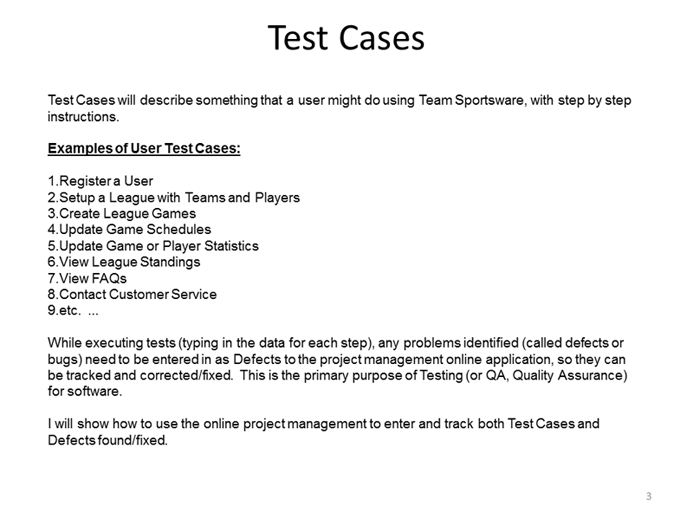 Test Cases
Test Cases will describe something that a user might do using Team Sportsware, with step by step
instructions.
Examples of User Test Cases:
1.Register a User
2.Setup a League with Teams and Players
3.Create League Games
4.Update Game Schedules
5.Update Game or Player Statistics
6.View League Standings
7.View FAQs
8.Contact Customer Service
9.etc. ...
While executing tests (typing in the data for each step), any problems identified (called defects or
bugs) need to be entered in as Defects to the project management online application, so they can
be tracked and corrected/fixed. This is the primary purpose of Testing (or QA, Quality Assurance)
for software.
I will show how to use the online project management to enter and track both Test Cases and
Defects found/fixed.
3